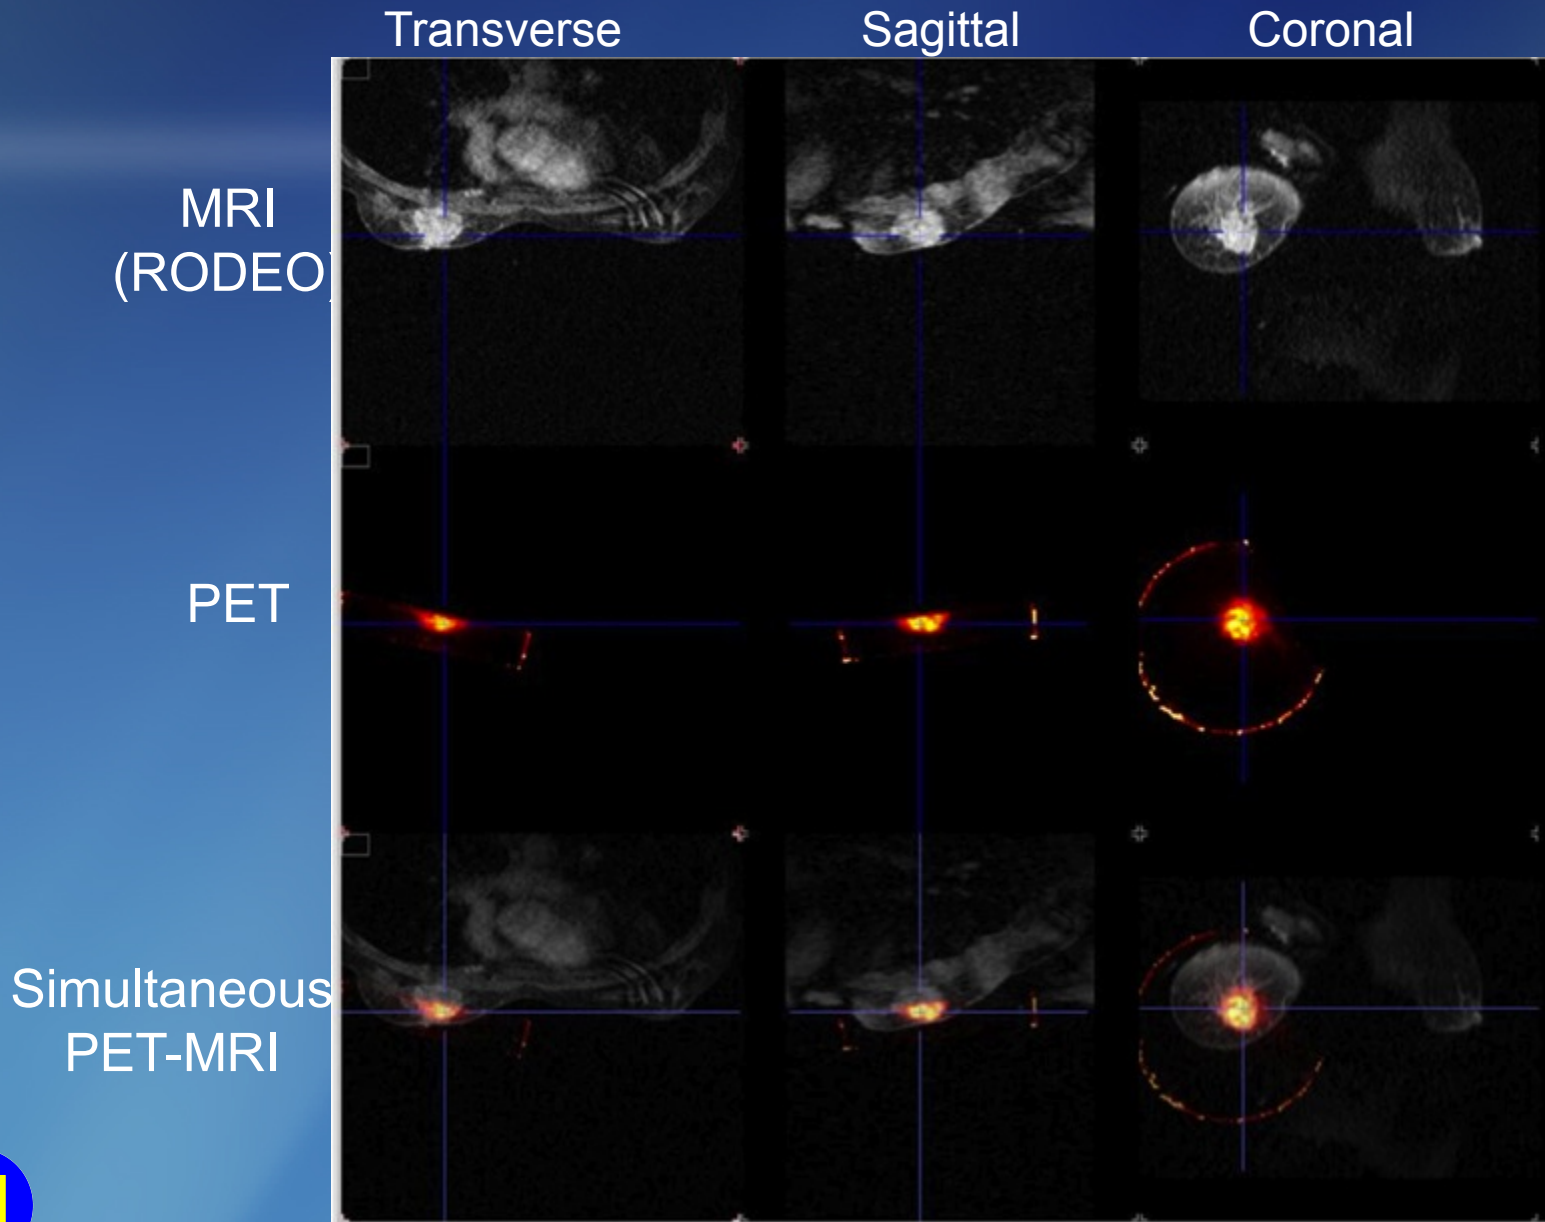 Transverse Sagittal Coronal
MRI
(RODEO)
PET
Simultaneous
PET-MRI